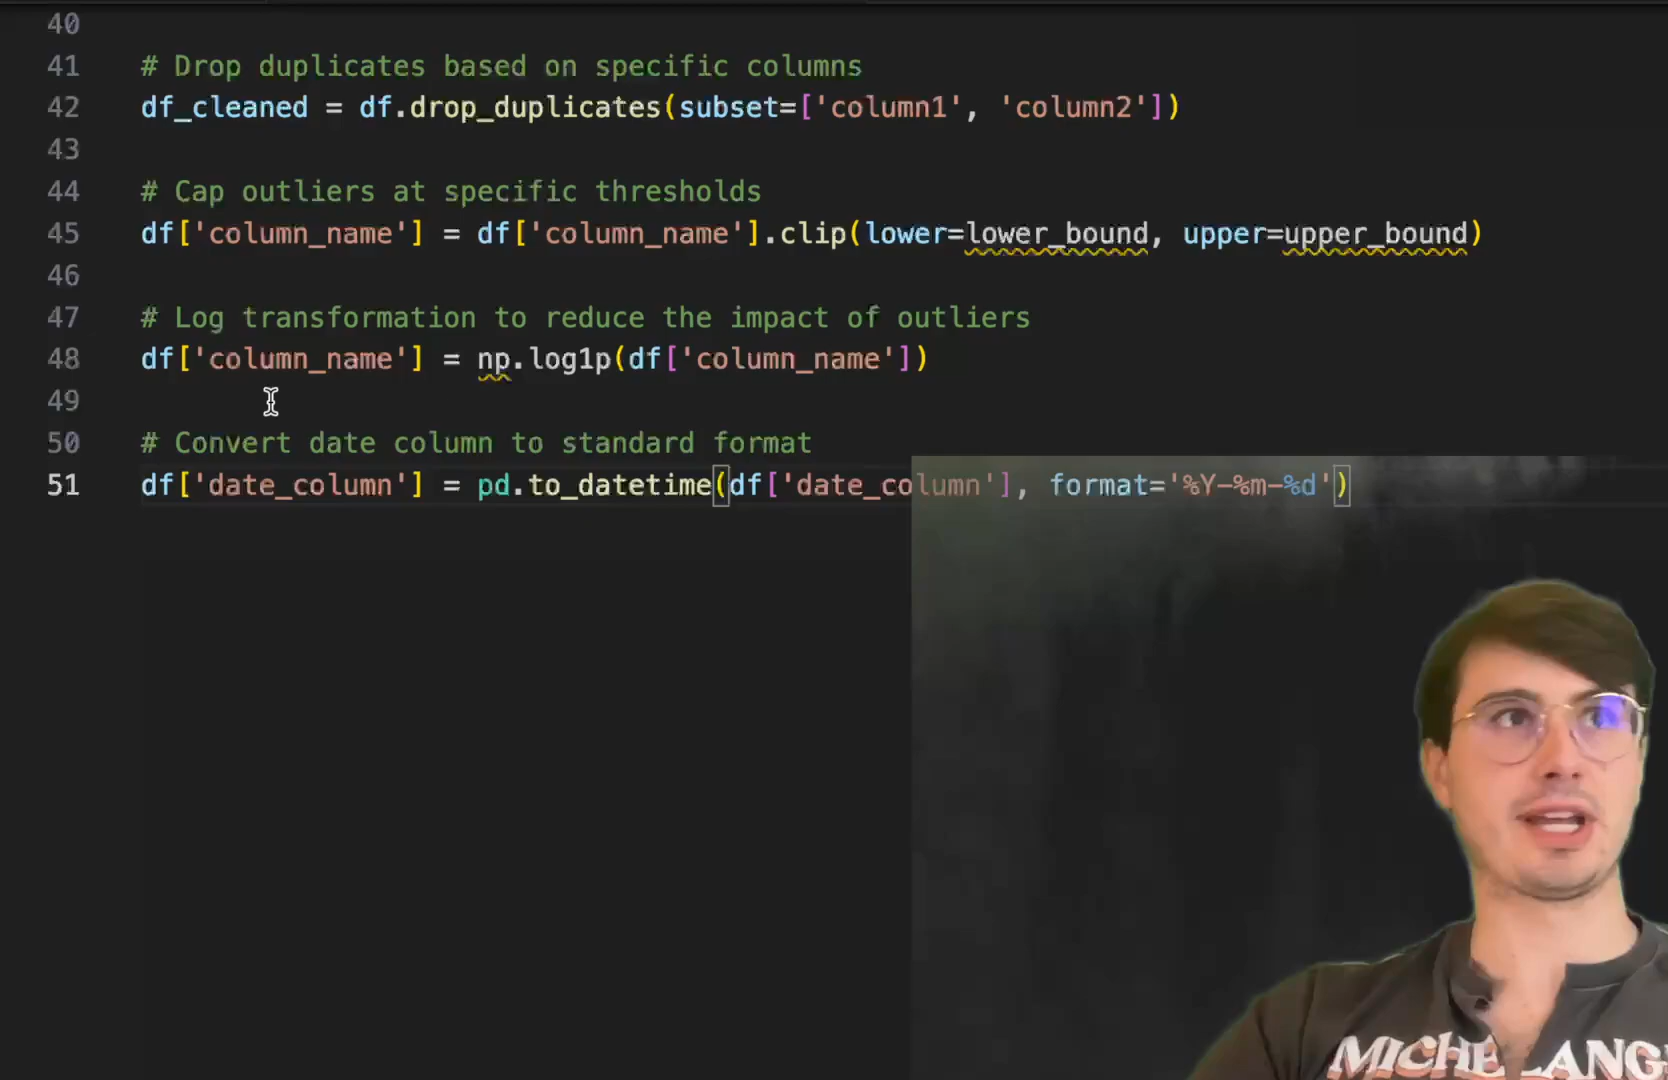 40
41 # Drop duplicates based on specific columns
42 df_cleaned = df.drop_duplicates(subset=['column1', 'column2'])
43
44 # Cap outliers at specific thresholds
45 df['column_name'] = df['column_name'].clip(lower=lower_bound, upper=upper_bound)
46
47 # Log transformation to reduce the impact of outliers
48 df['column_name'] = np.log1p(df['column_name'])
49
50 # Convert date column to standard format
51 df['date_column'] = pd.to_datetime(df['date_column'], format='%Y-%m-%d')
MICHELANG